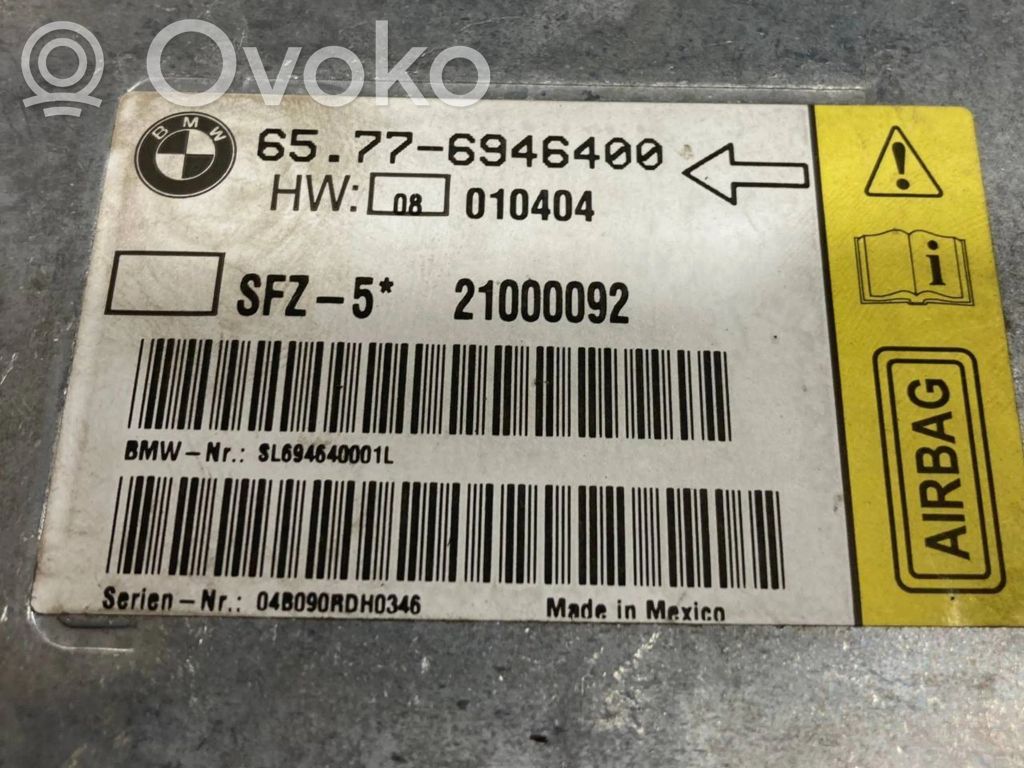 Ovoko
BMW
65.77-6946400
HW: 08 010404
SFZ-5* 21000092
BMW-Nr.: SL694640001L
Serien-Nr.: 04B090RDH0346
Made in Mexico
i
AIRBAG